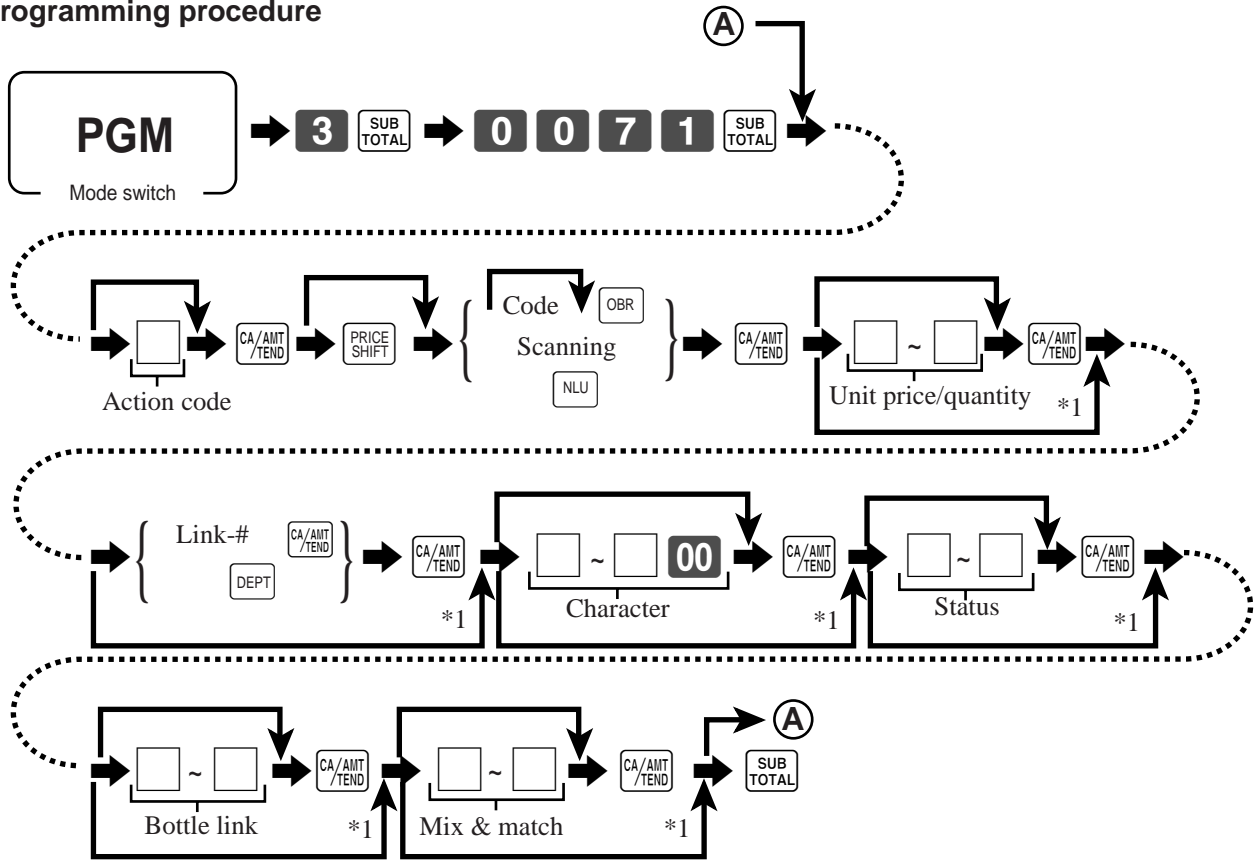 rogramming procedure
A
PGM
Mode switch
3 SUB TOTAL 0 0 7 1 SUB TOTAL
Action code
CA/AMT /TEND
PRICE SHIFT
Code OBR
Scanning
NLU
CA/AMT /TEND
~
Unit price/quantity
CA/AMT /TEND
*1
Link-# CA/AMT /TEND
DEPT
CA/AMT /TEND
*1
~ 00
Character
CA/AMT /TEND
*1
~
Status
CA/AMT /TEND
*1
~
Bottle link
CA/AMT /TEND
*1
~
Mix & match
CA/AMT /TEND
*1
A
SUB TOTAL